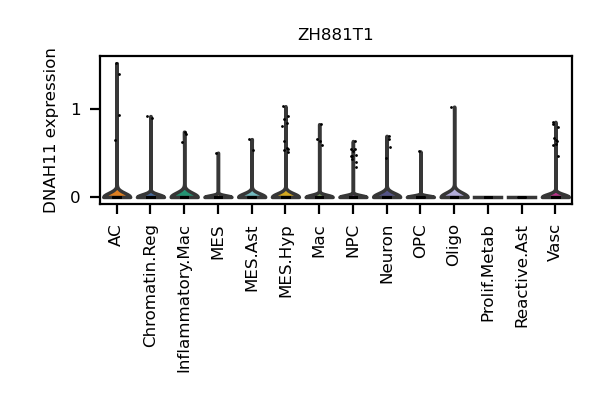 ZH881T1
DNAH11 expression
1
0
AC
Chromatin.Reg
Inflammatory.Mac
MES
MES.Ast
MES.Hyp
Mac
NPC
Neuron
OPC
Oligo
Prolif.Metab
Reactive.Ast
Vasc